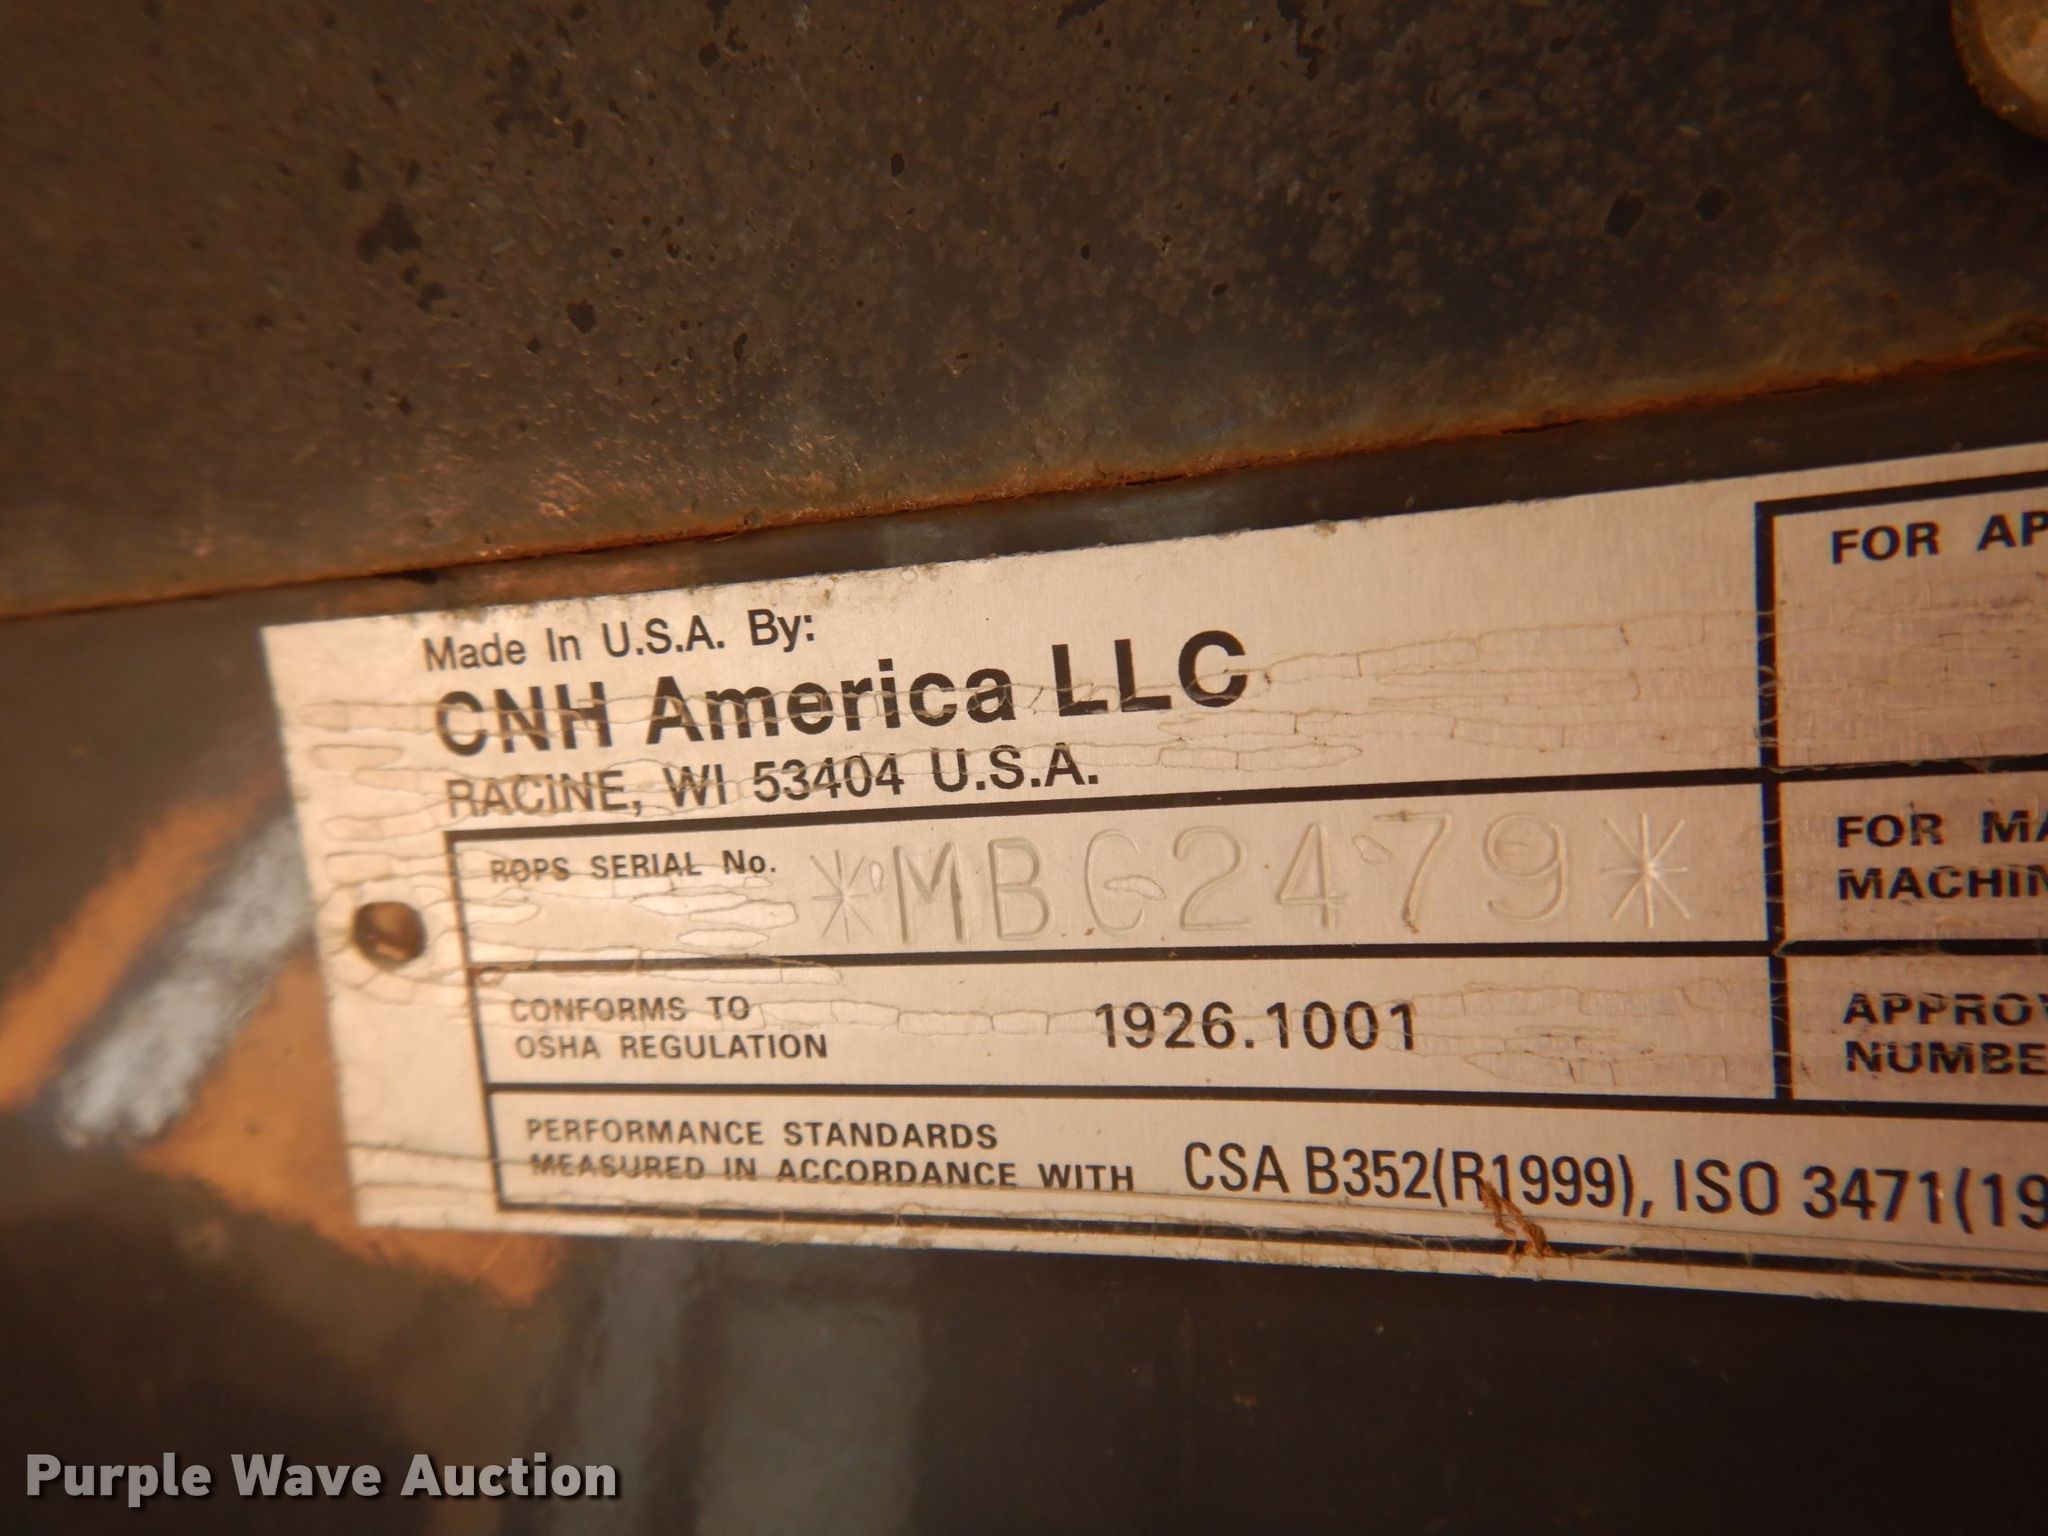 Made In U.S.A. By:
CNH America LLC
RACINE, WI 53404 U.S.A.
ROPS SERIAL No. *MBG2479*
CONFORMS TO
OSHA REGULATION 1926.1001
PERFORMANCE STANDARDS
MEASURED IN ACCORDANCE WITH CSA B352(R1999), ISO 3471(19
FOR AP
FOR MA
MACHIN
APPROV
NUMBE
Purple Wave Auction